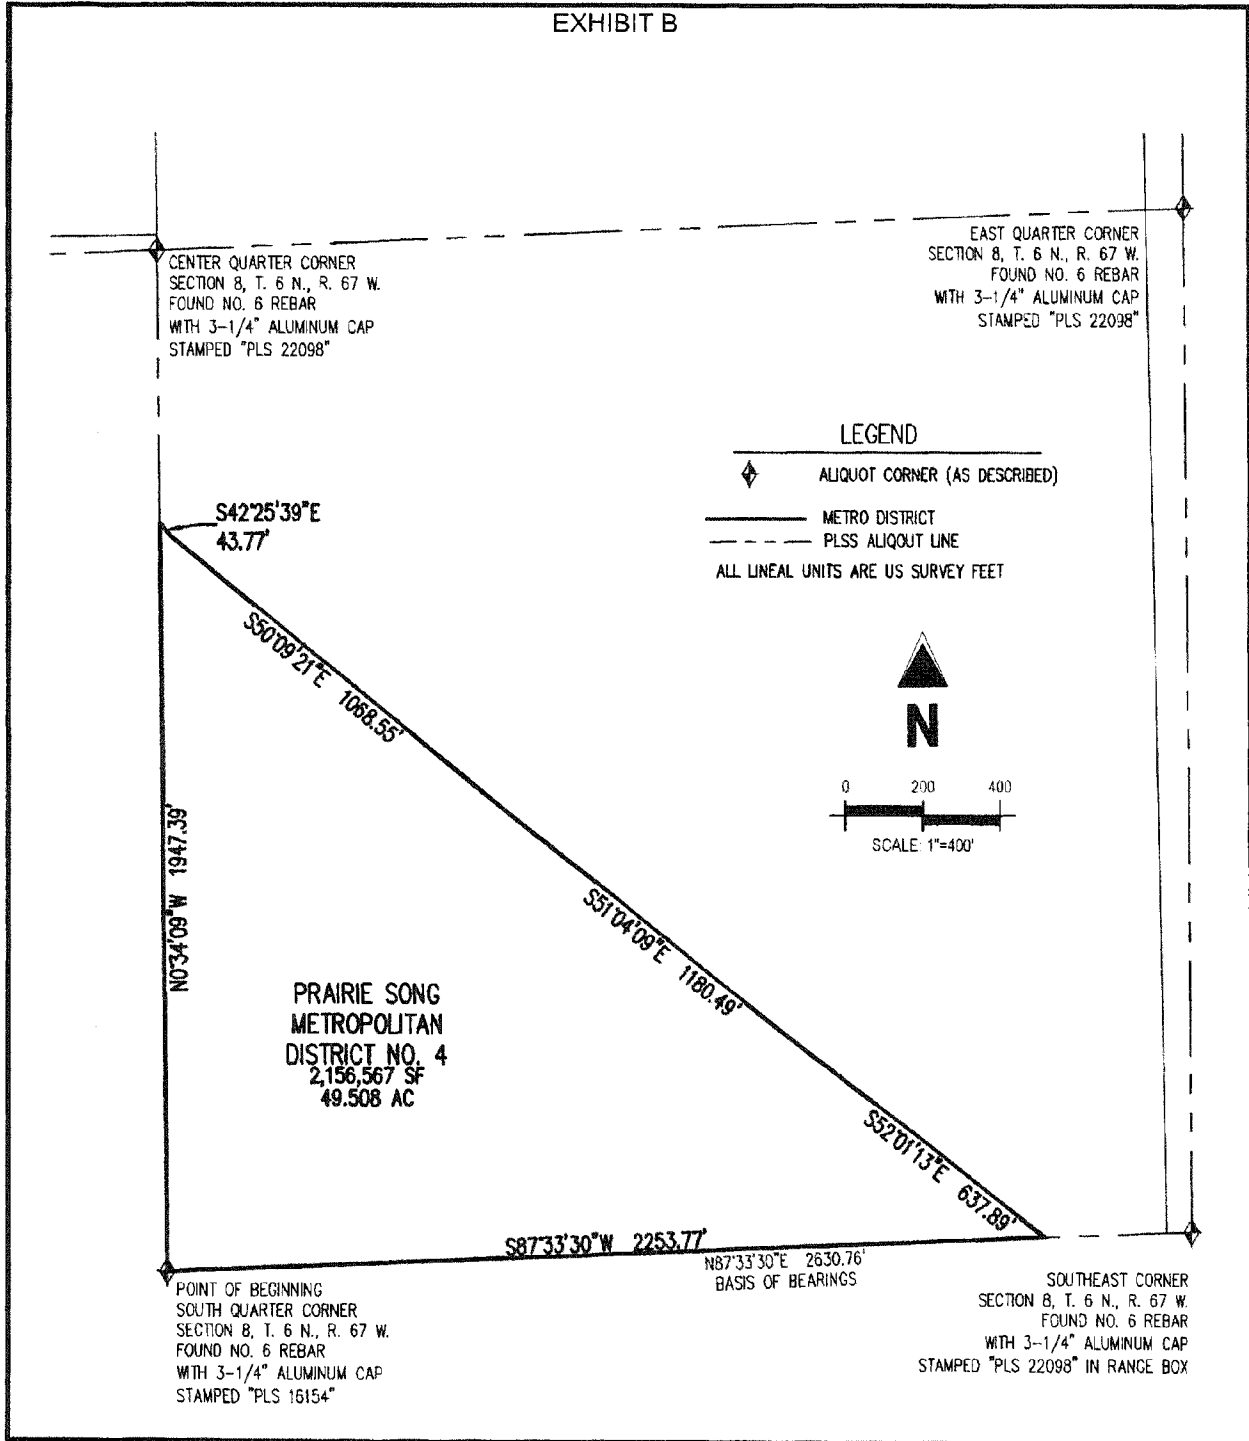 EXHIBIT B
CENTER QUARTER CORNER
SECTION 8, T. 6 N., R. 67 W.
FOUND NO. 6 REBAR
WITH 3-1/4" ALUMINUM CAP
STAMPED "PLS 22098"
EAST QUARTER CORNER
SECTION 8, T. 6 N., R. 67 W.
FOUND NO. 6 REBAR
WITH 3-1/4" ALUMINUM CAP
STAMPED "PLS 22098"
LEGEND
ALIQUOT CORNER (AS DESCRIBED)
METRO DISTRICT
PLSS ALIQOUT LINE
ALL LINEAL UNITS ARE US SURVEY FEET
S42°25'39"E
43.77'
S50°09'21"E 1068.55'
N
0 200 400
SCALE: 1"=400'
N0°34'09"W 1947.39'
S51°04'09"E 1180.49'
PRAIRIE SONG
METROPOLITAN
DISTRICT NO. 4
2,156,567 SF
49.508 AC
S52°01'13"E 637.89'
S87°33'30"W 2253.77'
N87°33'30"E 2630.76'
BASIS OF BEARINGS
POINT OF BEGINNING
SOUTH QUARTER CORNER
SECTION 8, T. 6 N., R. 67 W.
FOUND NO. 6 REBAR
WITH 3-1/4" ALUMINUM CAP
STAMPED "PLS 16154"
SOUTHEAST CORNER
SECTION 8, T. 6 N., R. 67 W.
FOUND NO. 6 REBAR
WITH 3-1/4" ALUMINUM CAP
STAMPED "PLS 22098" IN RANGE BOX